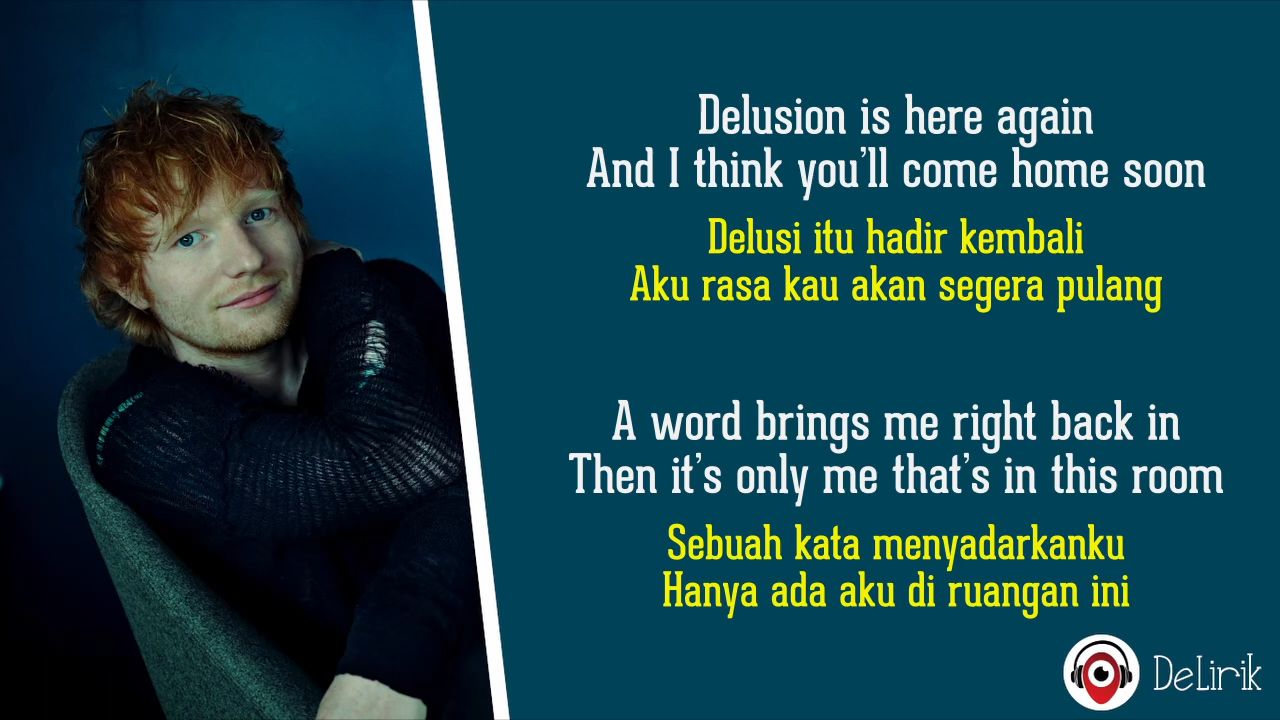 Delusion is here again
And I think you'll come home soon
Delusi itu hadir kembali
Aku rasa kau akan segera pulang
A word brings me right back in
Then it's only me that's in this room
Sebuah kata menyadarkanku
Hanya ada aku di ruangan ini
DeLirik